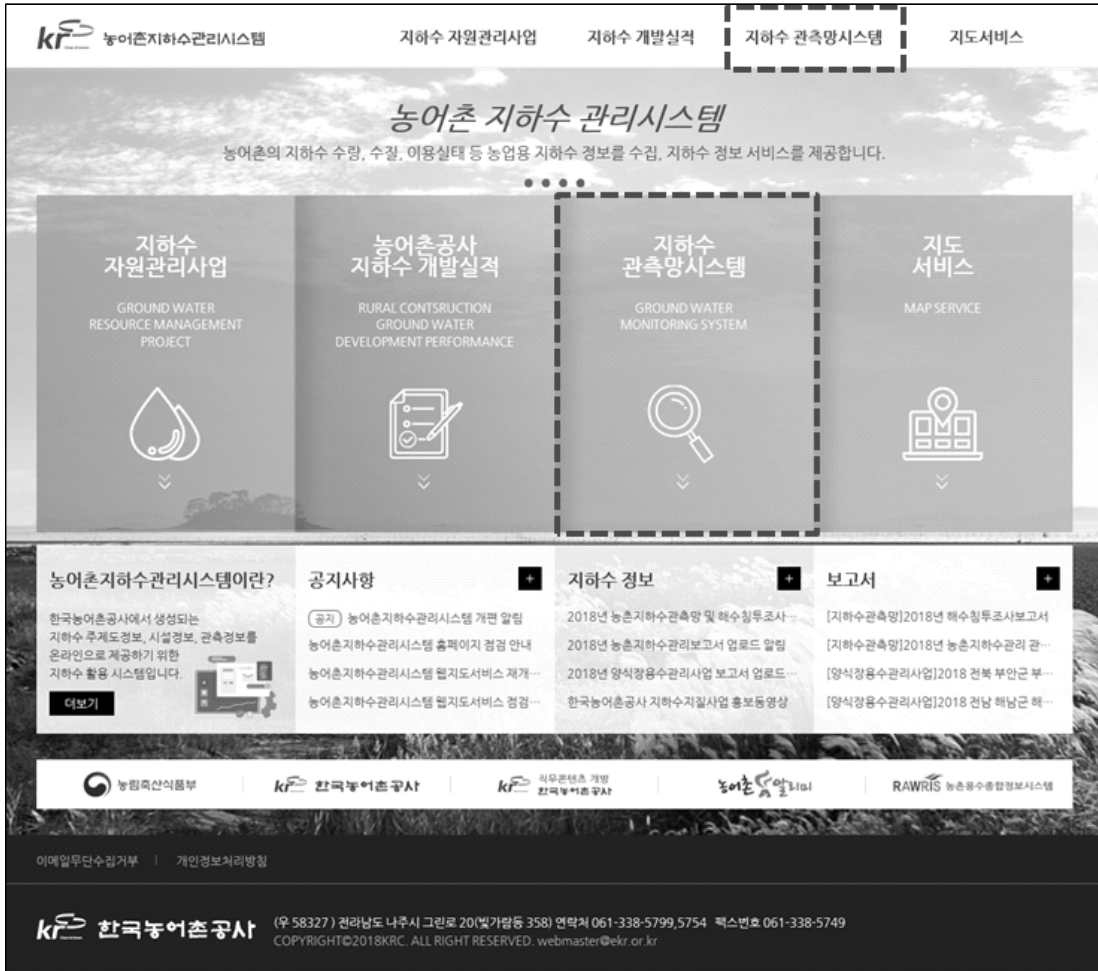 kr 농어촌지하수관리시스템
지하수 자원관리사업
지하수 개발실적
지하수 관측망시스템
지도서비스
농어촌 지하수 관리시스템
농어촌의 지하수 수량, 수질, 이용실태 등 농업용 지하수 정보를 수집, 지하수 정보 서비스를 제공합니다.
지하수
자원관리사업
GROUND WATER
RESOURCE MANAGEMENT
PROJECT
농어촌공사
지하수 개발실적
RURAL CONTSRUCTION
GROUND WATER
DEVELOPMENT PERFORMANCE
지하수
관측망시스템
GROUND WATER
MONITORING SYSTEM
지도
서비스
MAP SERVICE
농어촌지하수관리시스템이란?
한국농어촌공사에서 생성되는
지하수 주제도정보, 시설정보, 관측정보를
온라인으로 제공하기 위한
지하수 활용 시스템입니다.
더보기
공지사항 +
공지 농어촌지하수관리시스템 개편 알림
농어촌지하수관리시스템 홈페이지 점검 안내
농어촌지하수관리시스템 웹지도서비스 재개…
농어촌지하수관리시스템 웹지도서비스 점검…
지하수 정보 +
2018년 농촌지하수관측망 및 해수침투조사…
2018년 농촌지하수관리보고서 업로드 알림
2018년 양식장용수관리사업 보고서 업로드…
한국농어촌공사 지하수지질사업 홍보동영상
보고서 +
[지하수관측망]2018년 해수침투조사보고서
[지하수관측망]2018년 농촌지하수관리 관…
[양식장용수관리사업]2018 전북 부안군 부…
[양식장용수관리사업]2018 전남 해남군 해…
농림축산식품부
kr 한국농어촌공사
kr 직무콘텐츠 개발
한국농어촌공사
농어촌 알리미
RAWRIS 농촌용수종합정보시스템
이메일무단수집거부 | 개인정보처리방침
kr 한국농어촌공사
(우 58327 ) 전라남도 나주시 그린로 20(빛가람동 358) 연락처 061-338-5799,5754 팩스번호 061-338-5749
COPYRIGHT©2018KRC. ALL RIGHT RESERVED. webmaster@ekr.or.kr